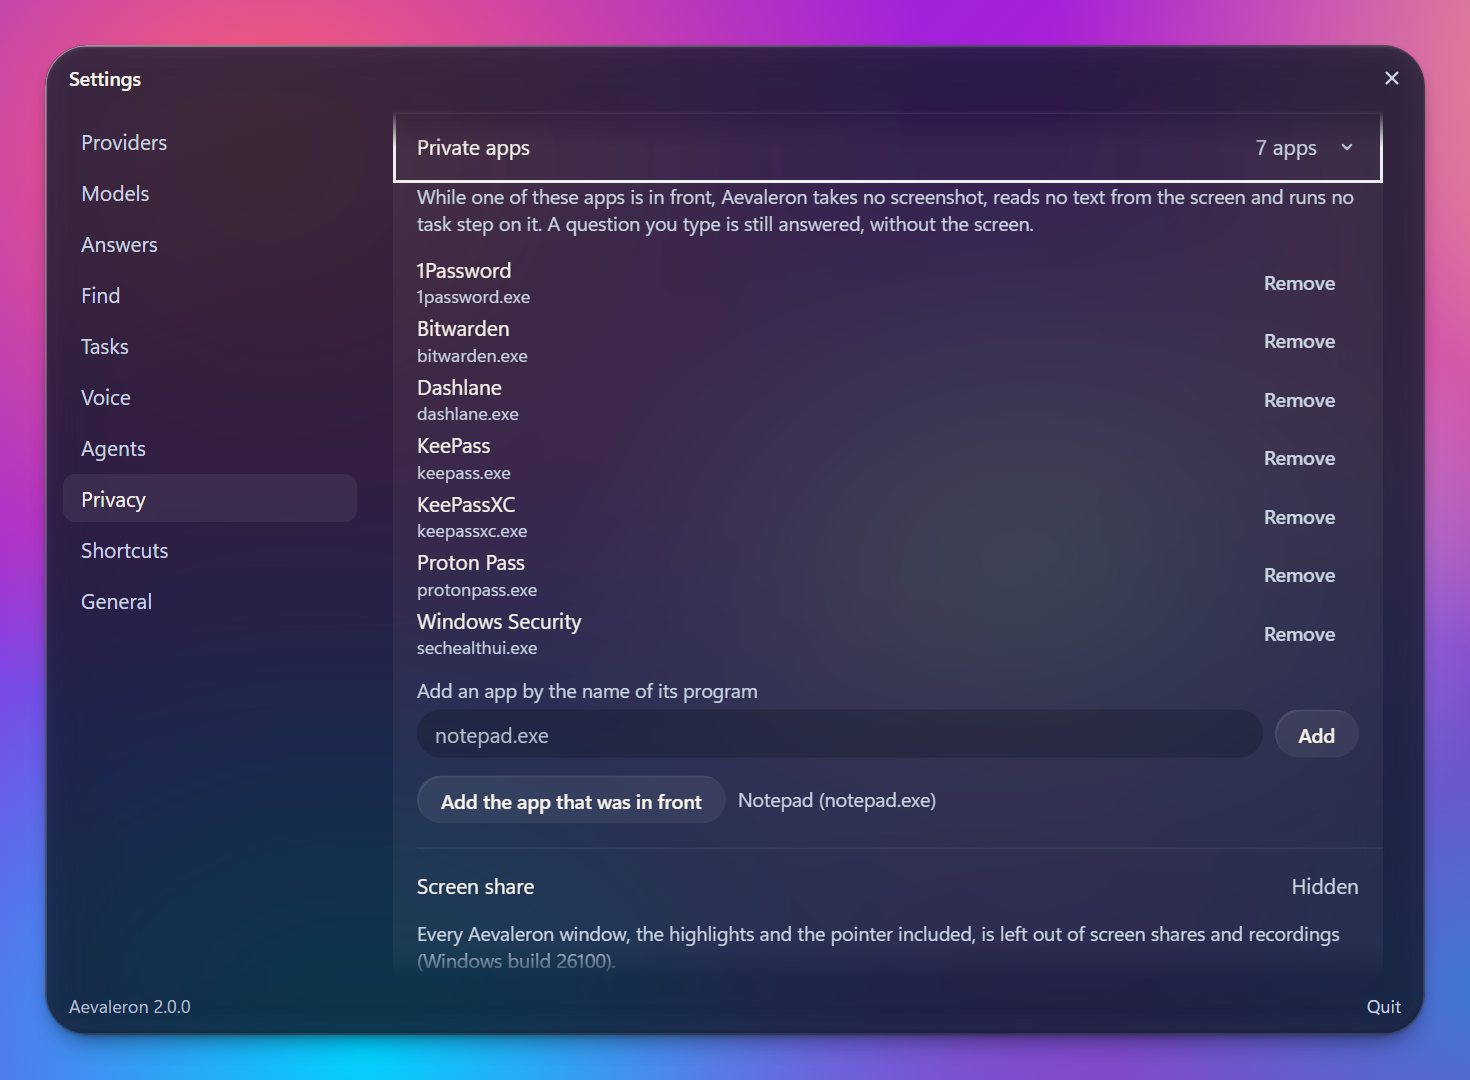 Settings
Providers
Models
Answers
Find
Tasks
Voice
Agents
Privacy
Shortcuts
General
Private apps
7 apps
While one of these apps is in front, Aevaleron takes no screenshot, reads no text from the screen and runs no
task step on it. A question you type is still answered, without the screen.
1Password
1password.exe
Remove
Bitwarden
bitwarden.exe
Remove
Dashlane
dashlane.exe
Remove
KeePass
keepass.exe
Remove
KeePassXC
keepassxc.exe
Remove
Proton Pass
protonpass.exe
Remove
Windows Security
sechealthui.exe
Remove
Add an app by the name of its program
notepad.exe
Add
Add the app that was in front
Notepad (notepad.exe)
Screen share
Hidden
Every Aevaleron window, the highlights and the pointer included, is left out of screen shares and recordings
(Windows build 26100).
Aevaleron 2.0.0
Quit